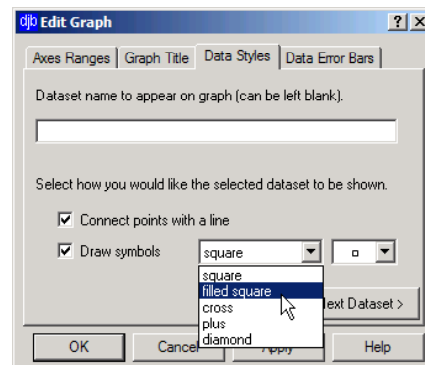 djb Edit Graph
Axes Ranges Graph Title Data Styles Data Error Bars
Dataset name to appear on graph (can be left blank).
Select how you would like the selected dataset to be shown.
Connect points with a line
Draw symbols square
square
filled square
cross
plus
diamond
Dataset >
OK Cancel Apply Help